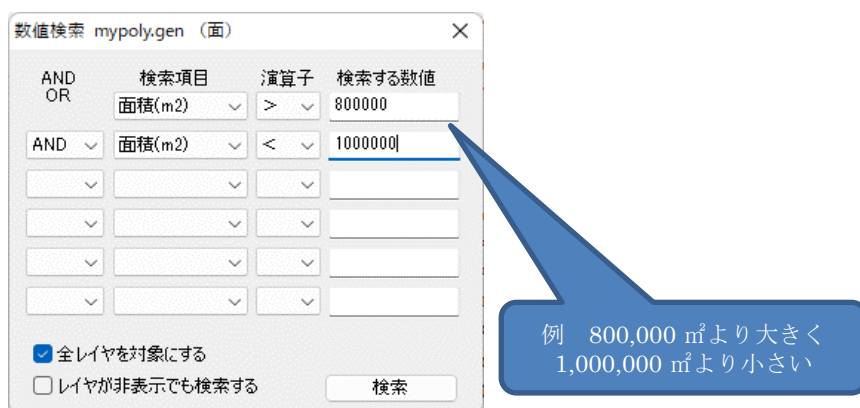 数値検索 mypoly.gen （面）
AND
OR
検索項目
演算子
検索する数値
面積(m2)
>
800000
AND
面積(m2)
<
1000000
全レイヤを対象にする
レイヤが非表示でも検索する
検索
例　800,000 ㎡より大きく
1,000,000 ㎡より小さい